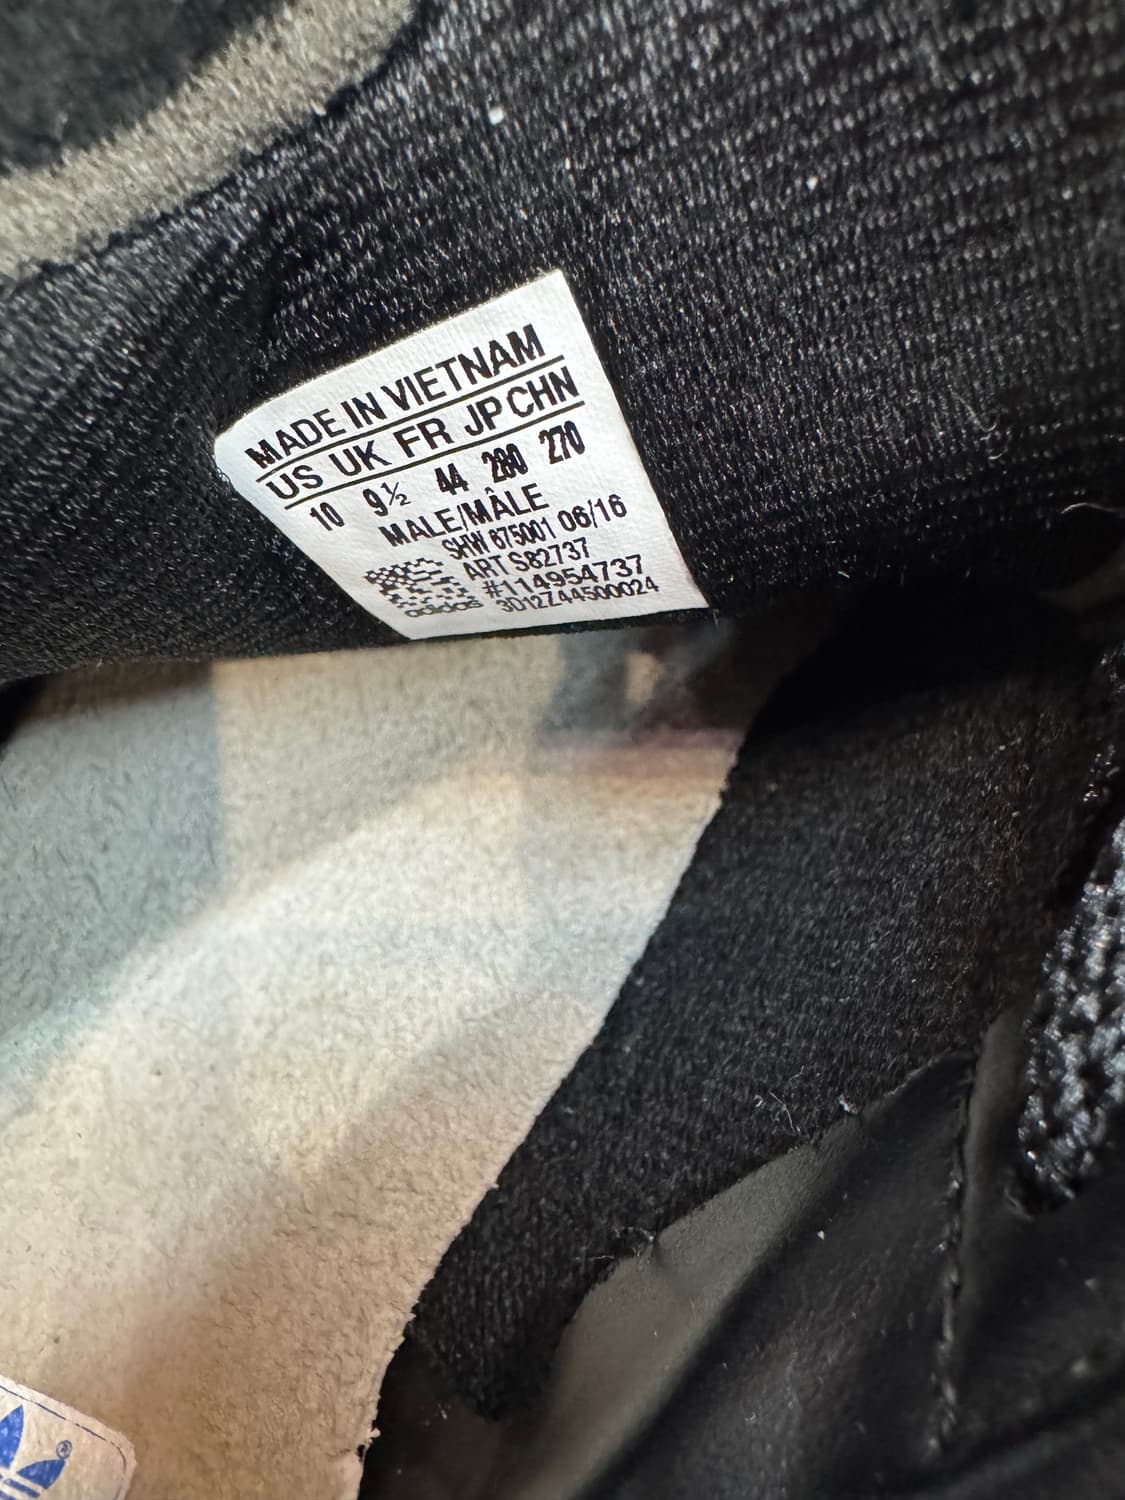 MADE IN VIETNAM
US UK FR JP CHN
10 9½ 44 280 270
MALE/MÂLE
SHW 675001 06/16
ART S82737
#114954737
adidas 3D12Z44500024
®